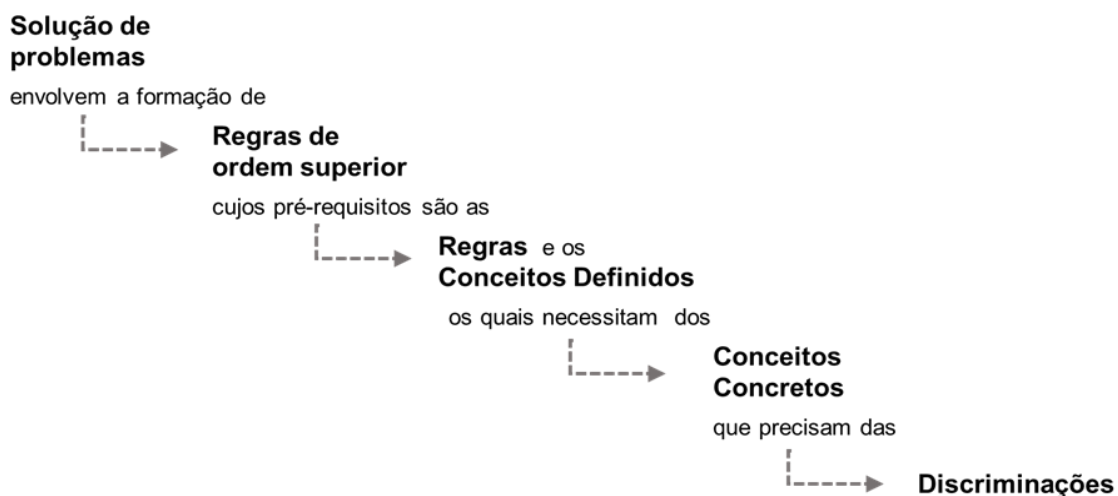 Solução de
problemas
envolvem a formação de
Regras de
ordem superior
cujos pré-requisitos são as
Regras e os
Conceitos Definidos
os quais necessitam dos
Conceitos
Concretos
que precisam das
Discriminações